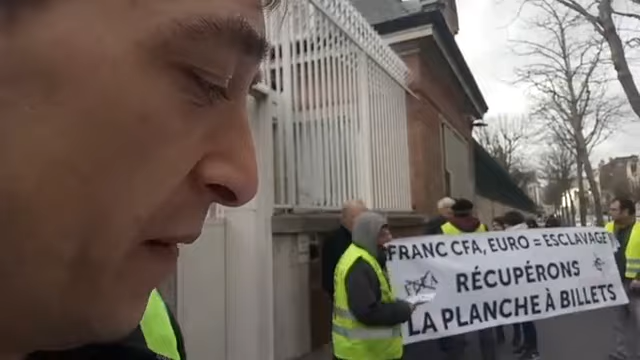 FRANC CFA, EURO = ESCLAVAGE
RÉCUPÉRONS
LA PLANCHE À BILLETS